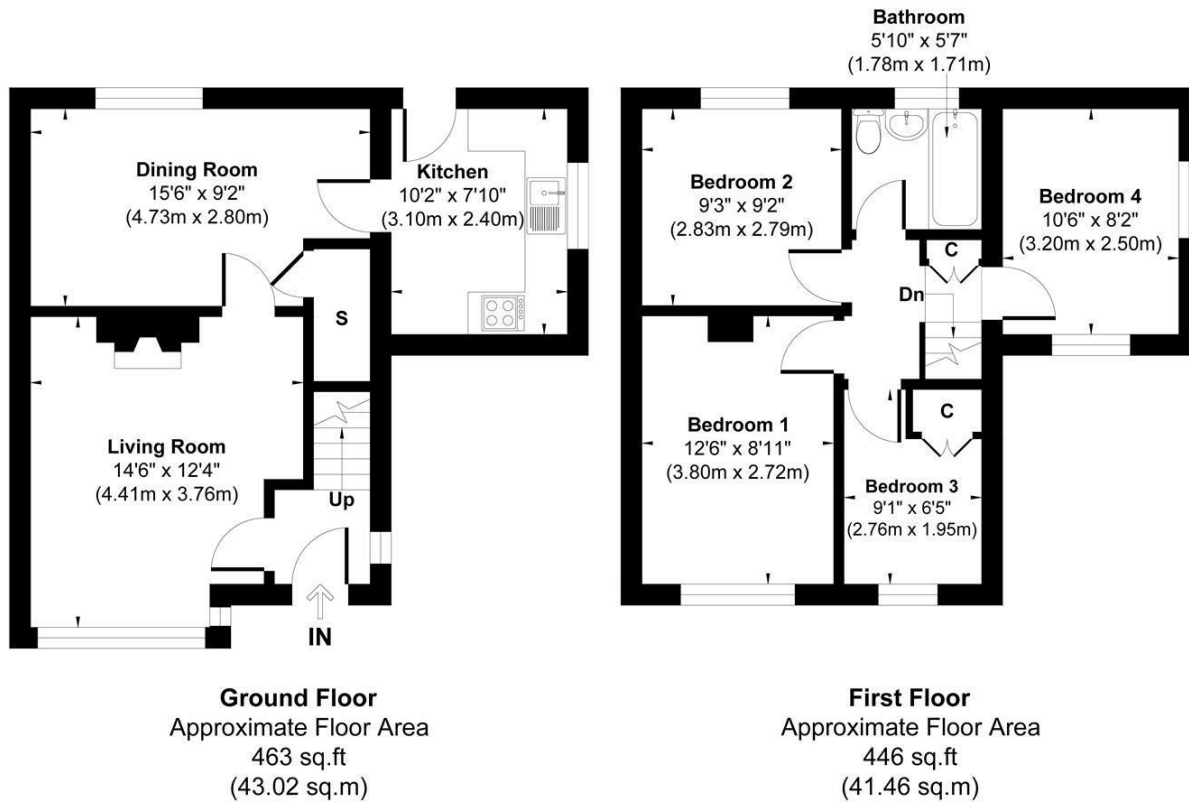 Bathroom
5'10" x 5'7"
(1.78m x 1.71m)
Dining Room
15'6" x 9'2"
(4.73m x 2.80m)
Kitchen
10'2" x 7'10"
(3.10m x 2.40m)
S
Living Room
14'6" x 12'4"
(4.41m x 3.76m)
Up
IN
Bedroom 2
9'3" x 9'2"
(2.83m x 2.79m)
Bedroom 4
10'6" x 8'2"
(3.20m x 2.50m)
C
Dn
Bedroom 1
12'6" x 8'11"
(3.80m x 2.72m)
C
Bedroom 3
9'1" x 6'5"
(2.76m x 1.95m)
Ground Floor
Approximate Floor Area
463 sq.ft
(43.02 sq.m)
First Floor
Approximate Floor Area
446 sq.ft
(41.46 sq.m)